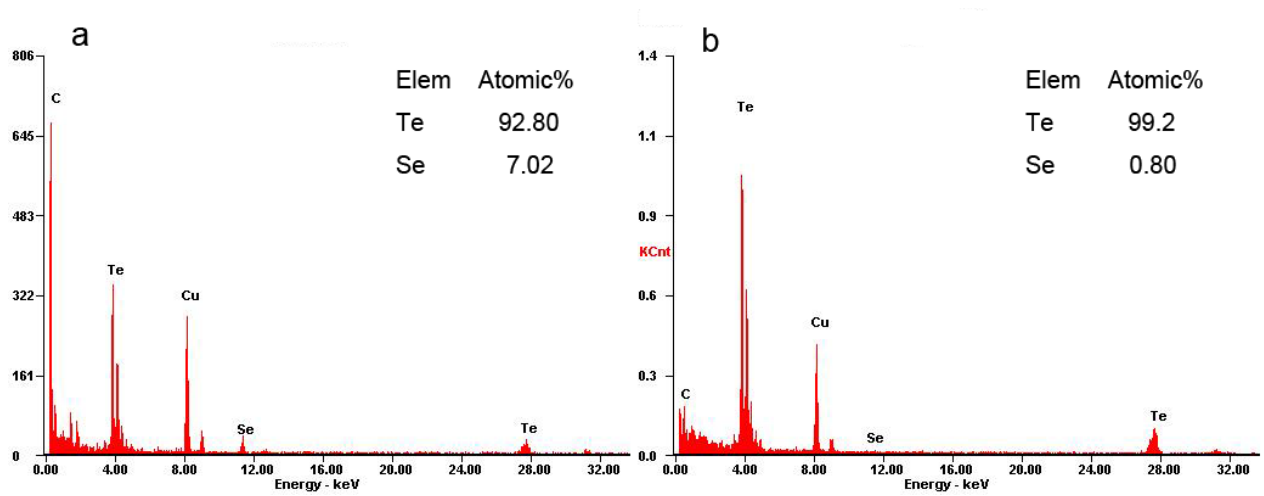 a
806
645
483
322
161
0
C
Te
Cu
Se
Te
Elem Atomic%
Te 92.80
Se 7.02
0.00 4.00 8.00 12.00 16.00 20.00 24.00 28.00 32.00
Energy - keV
b
1.4
1.1
0.9
KCnt
0.6
0.3
0.0
Te
C
Cu
Se
Te
Elem Atomic%
Te 99.2
Se 0.80
0.00 4.00 8.00 12.00 16.00 20.00 24.00 28.00 32.00
Energy - keV